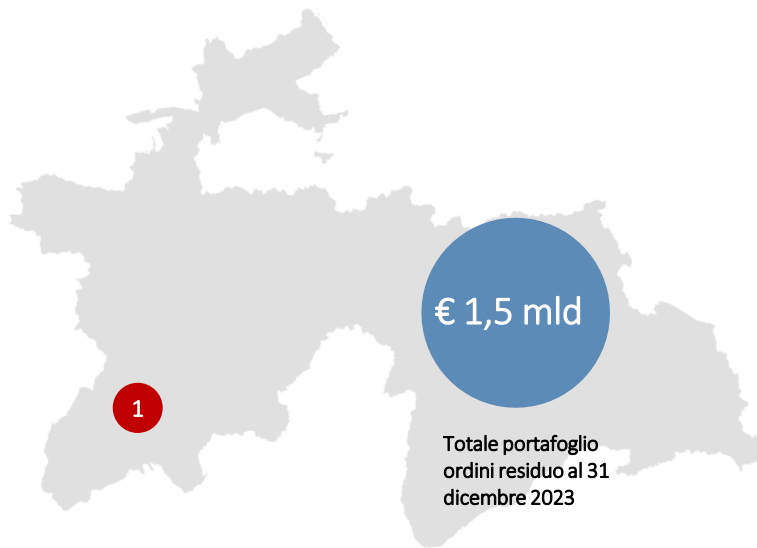 € 1,5 mld
1
Totale portafoglio
ordini residuo al 31
dicembre 2023